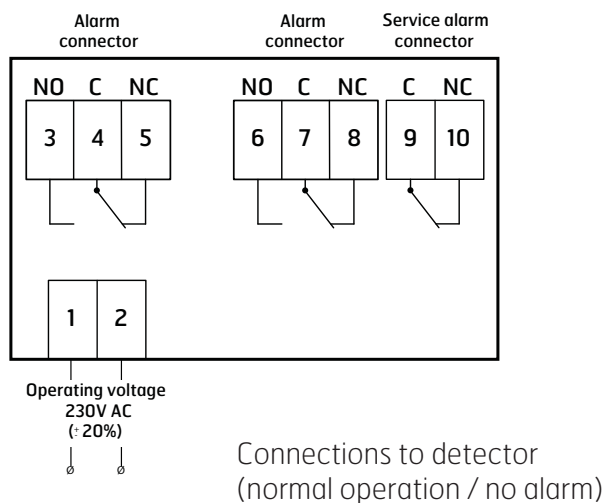 Alarm connector
Alarm connector
Service alarm connector
NO C NC
NO C NC
C NC
3 4 5
6 7 8
9 10
1 2
Operating voltage
230V AC
(± 20%)
ø ø
Connections to detector
(normal operation / no alarm)